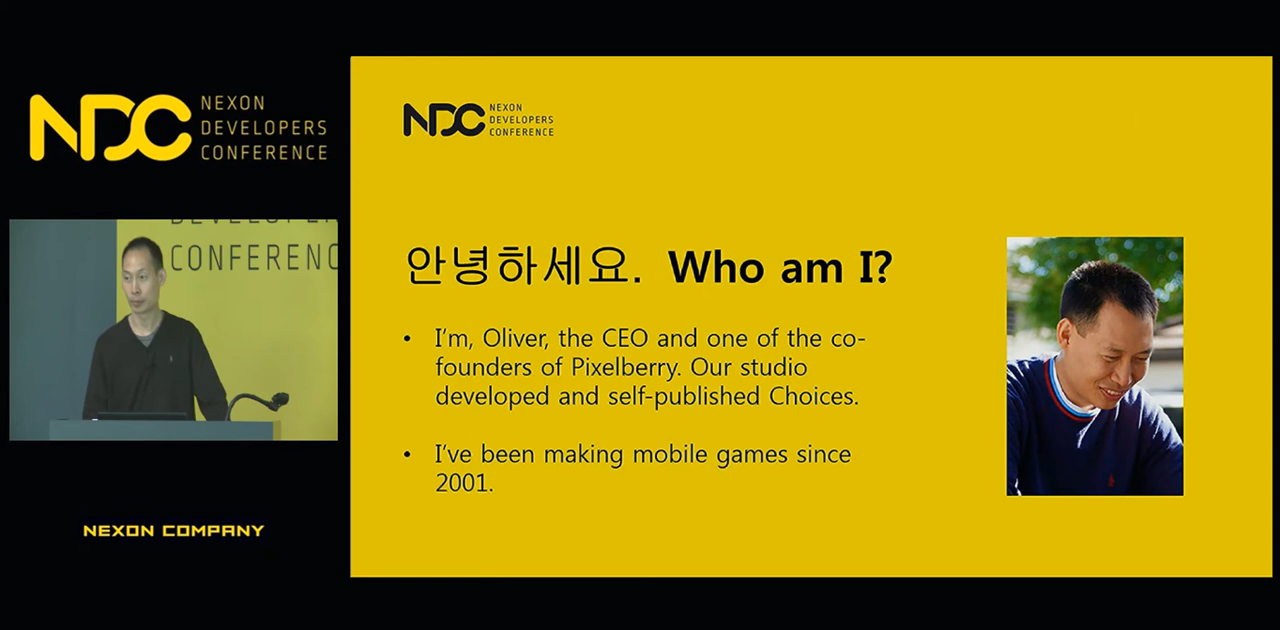 NDC NEXON
DEVELOPERS
CONFERENCE
CONFERENC
NEXON COMPANY
NDC NEXON
DEVELOPERS
CONFERENCE
안녕하세요. Who am I?
• I'm, Oliver, the CEO and one of the co-
founders of Pixelberry. Our studio
developed and self-published Choices.
• I've been making mobile games since
2001.